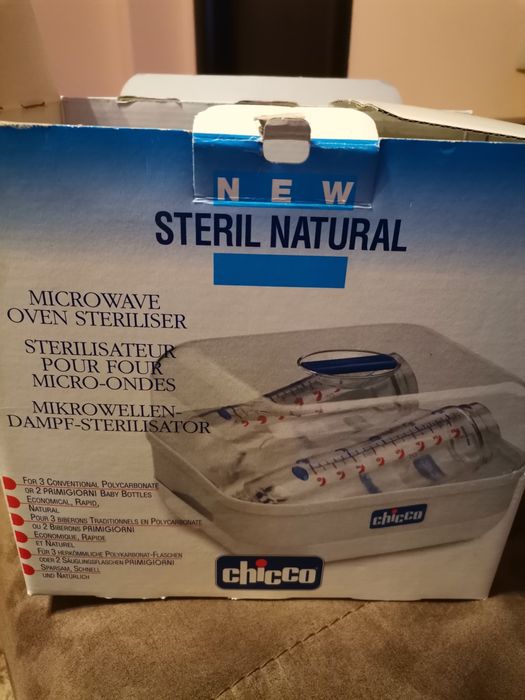 NEW
STERIL NATURAL
MICROWAVE
OVEN STERILISER
STERILISATEUR
POUR FOUR
MICRO-ONDES
MIKROWELLEN-
DAMPF-STERILISATOR
FOR 3 CONVENTIONAL POLYCARBONATE
OR 2 PRIMIGIORNI BABY BOTTLES
ECONOMICAL, RAPID,
NATURAL
POUR 3 BIBERONS TRADITIONNELS EN POLYCARBONATE
OU 2 BIBERONS PRIMIGIORNI
ECONOMIQUE, RAPIDE
ET NATUREL
FÜR 3 HERKÖMMLICHE POLYKARBONAT-FLASCHEN
ODER 2 SÄUGLINGSFLASCHEN PRIMIGIORNI
SPARSAM, SCHNELL
UND NATÜRLICH
chicco
chicco